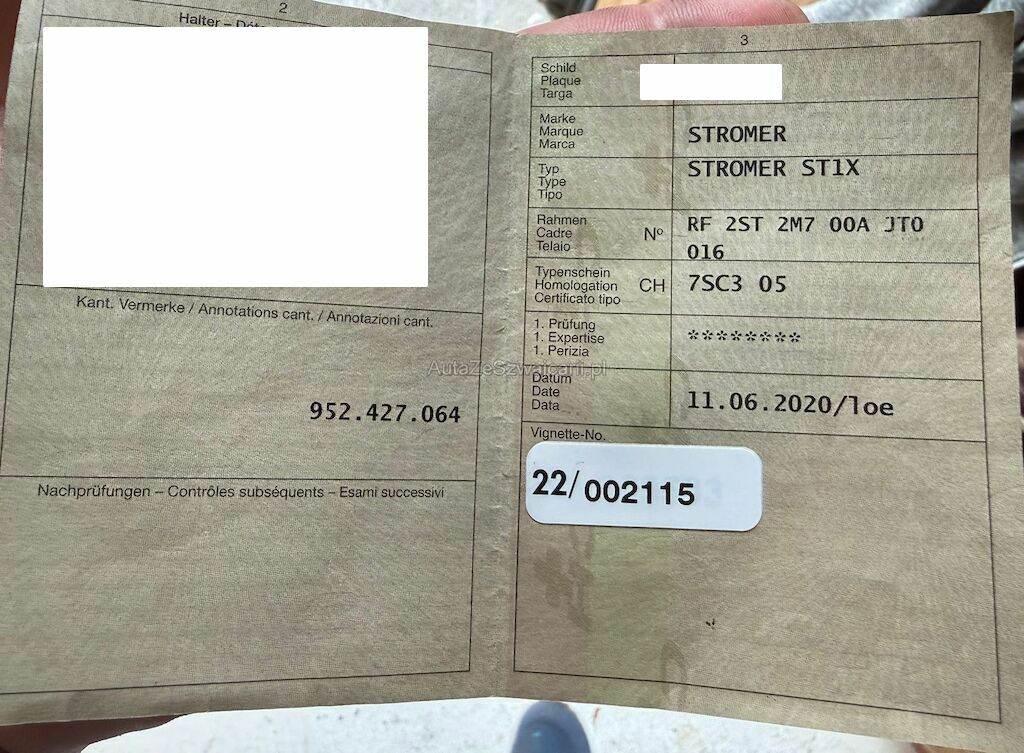 2
Halter – Dét
Kant. Vermerke / Annotations cant. / Annotazioni cant.
952.427.064
Nachprüfungen – Contrôles subséquents – Esami successivi
3
Schild
Plaque
Targa
Marke
Marque
Marca
STROMER
Typ
Type
Tipo
STROMER ST1X
Rahmen
Cadre
Telaio
Nº
RF 2ST 2M7 00A JT0
016
Typenschein
Homologation
Certificato tipo
CH
7SC3 05
1. Prüfung
1. Expertise
1. Perizia
********
AutaZeSzwajcarii.pl
Datum
Date
Data
11.06.2020/loe
Vignette-No.
22/002115